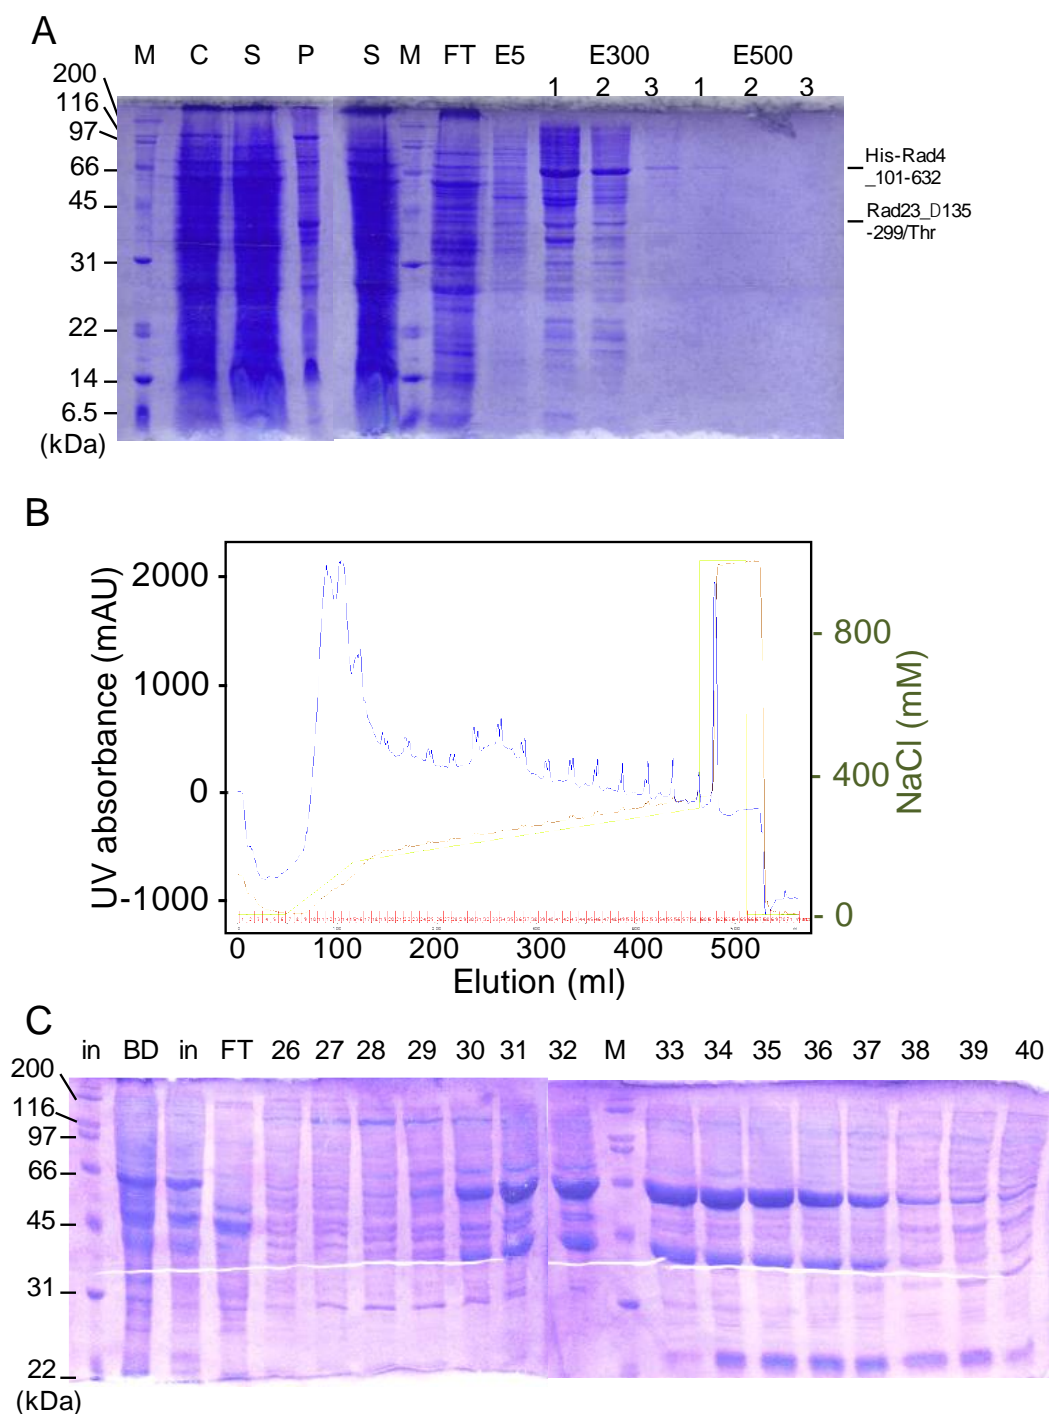 A
M C S P S M FT E5 E300 E500
1 2 3 1 2 3
200
116
97
66
45
31
22
14
6.5
(kDa)
His-Rad4
_101-632
Rad23_D135
-299/Thr
B
UV absorbance (mAU)
2000
1000
0
-1000
800
400
0
NaCl (mM)
0 100 200 300 400 500
Elution (ml)
C
in BD in FT 26 27 28 29 30 31 32 M 33 34 35 36 37 38 39 40
200
116
97
66
45
31
22
(kDa)